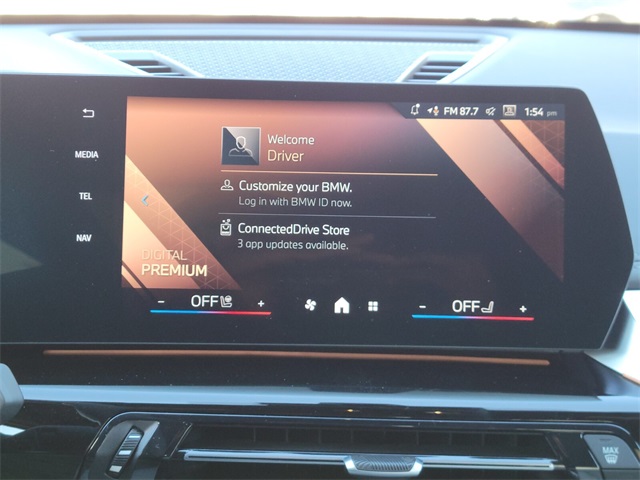 FM 87.7 1:54 pm
MEDIA
TEL
NAV
Welcome
Driver
Customize your BMW.
Log in with BMW ID now.
ConnectedDrive Store
3 app updates available.
DIGITAL
PREMIUM
- OFF +
- OFF +
MAX